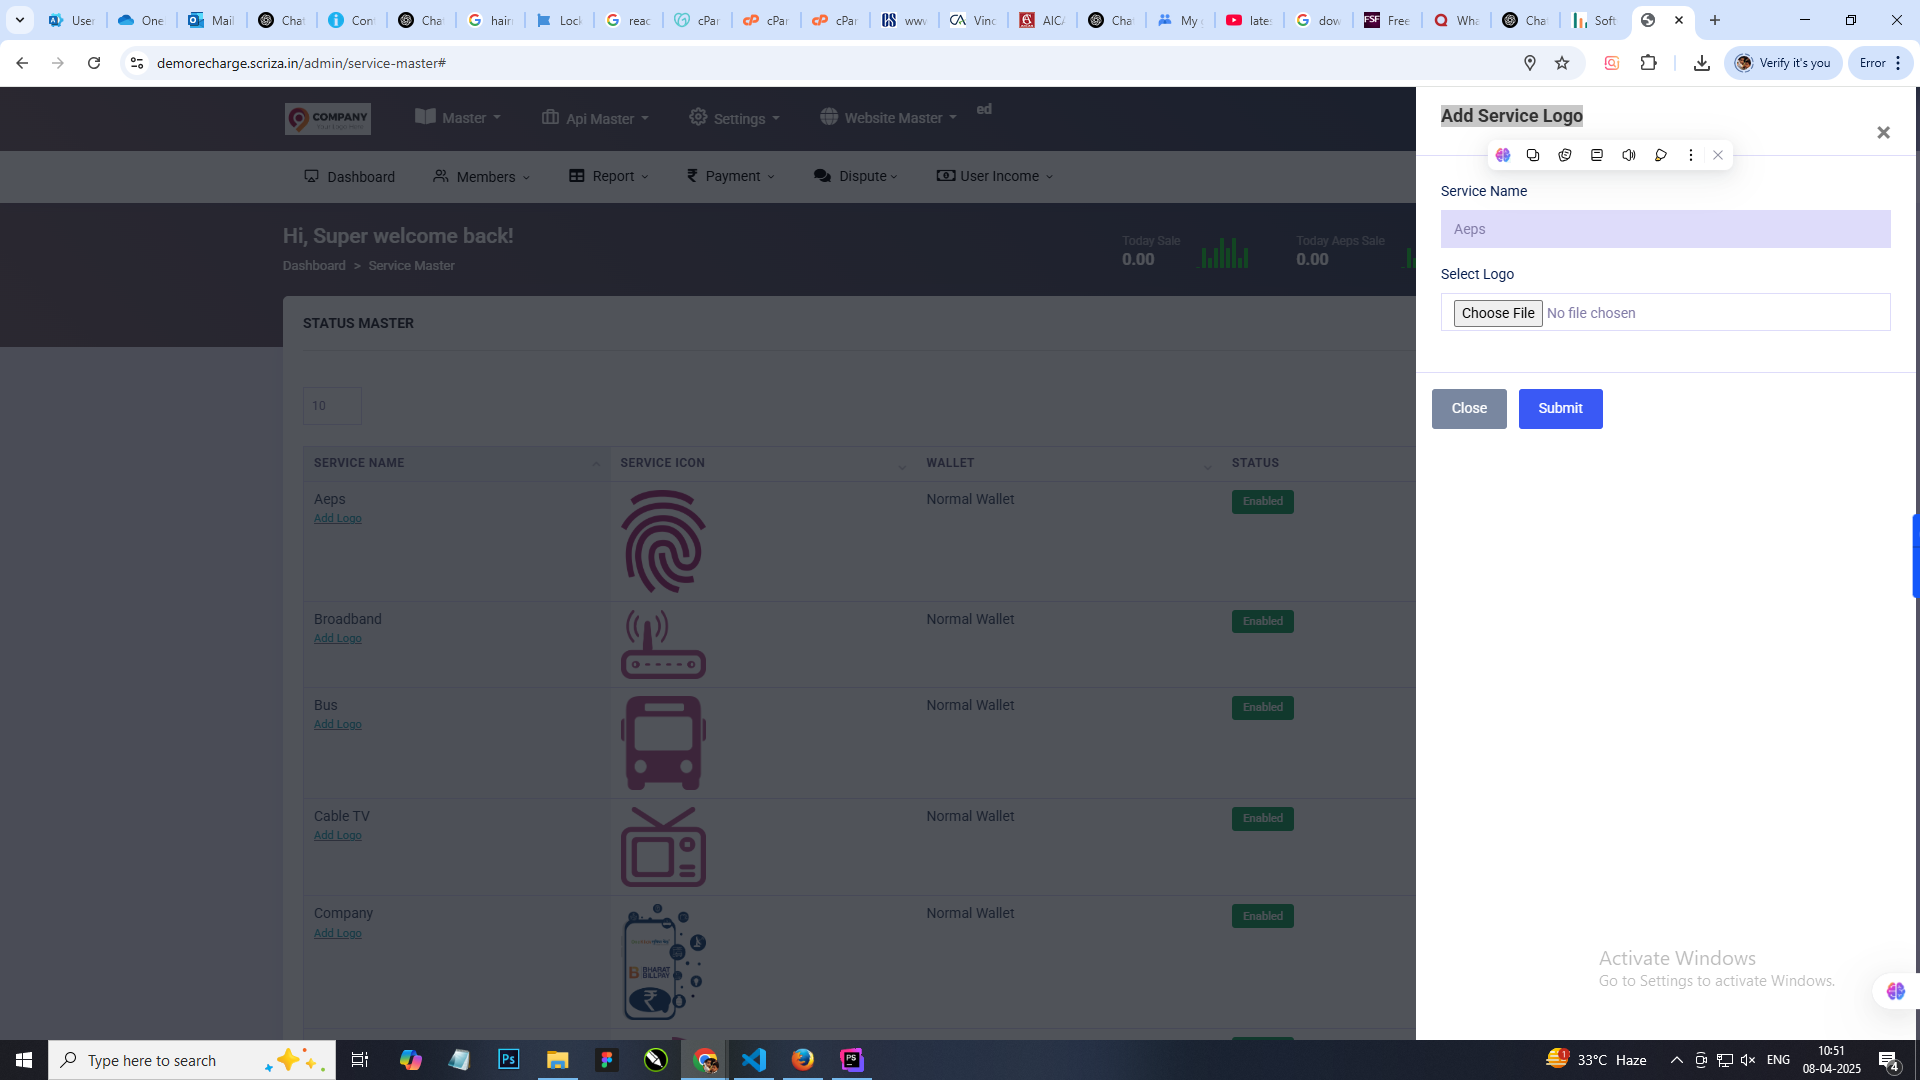 User
One
Mail
Chat
Con
Chat
hair
Lock
reac
cPar
cPar
cPar
www
Vinc
AICA
Cha
My
late
dow
Free
Wha
Chat
Soft
demorecharge.scriza.in/admin/service-master#
Verify it's you
Error
COMPANY
Master
Api Master
Settings
Website Master
ed
Dashboard
Members
Report
Payment
Dispute
User Income
Hi, Super welcome back!
Dashboard > Service Master
Today Sale
0.00
Today Aeps Sale
0.00
STATUS MASTER
10
SERVICE NAME SERVICE ICON WALLET STATUS
Aeps Normal Wallet Enabled
Add Logo
Broadband Normal Wallet Enabled
Add Logo
Bus Normal Wallet Enabled
Add Logo
Cable TV Normal Wallet Enabled
Add Logo
Company Normal Wallet Enabled
Add Logo
BHARAT
BILLPAY
Add Service Logo
Service Name
Aeps
Select Logo
Choose File No file chosen
Close Submit
Activate Windows
Go to Settings to activate Windows.
Type here to search
33°C Haze
ENG
10:51
08-04-2025
4